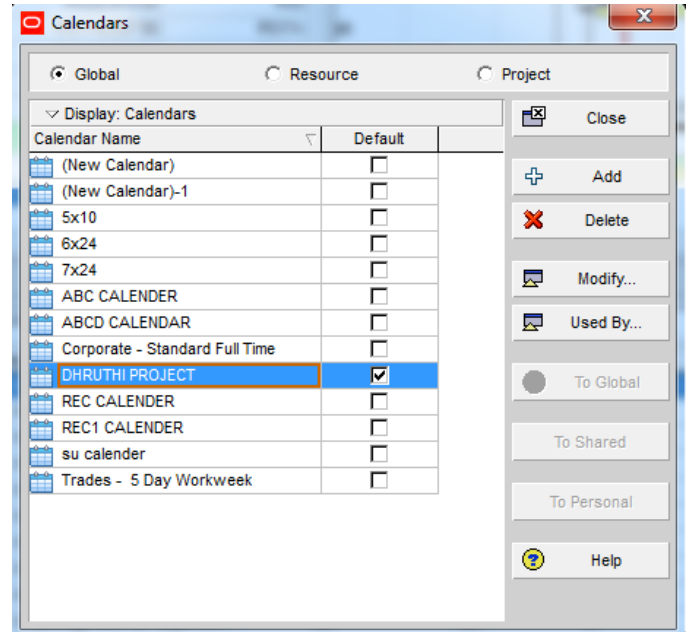 Calendars
Global Resource Project
Display: Calendars
Calendar Name Default
(New Calendar)
(New Calendar)-1
5x10
6x24
7x24
ABC CALENDER
ABCD CALENDAR
Corporate - Standard Full Time
DHRUTHI PROJECT
REC CALENDER
REC1 CALENDER
su calender
Trades - 5 Day Workweek
Close
Add
Delete
Modify...
Used By...
To Global
To Shared
To Personal
? Help